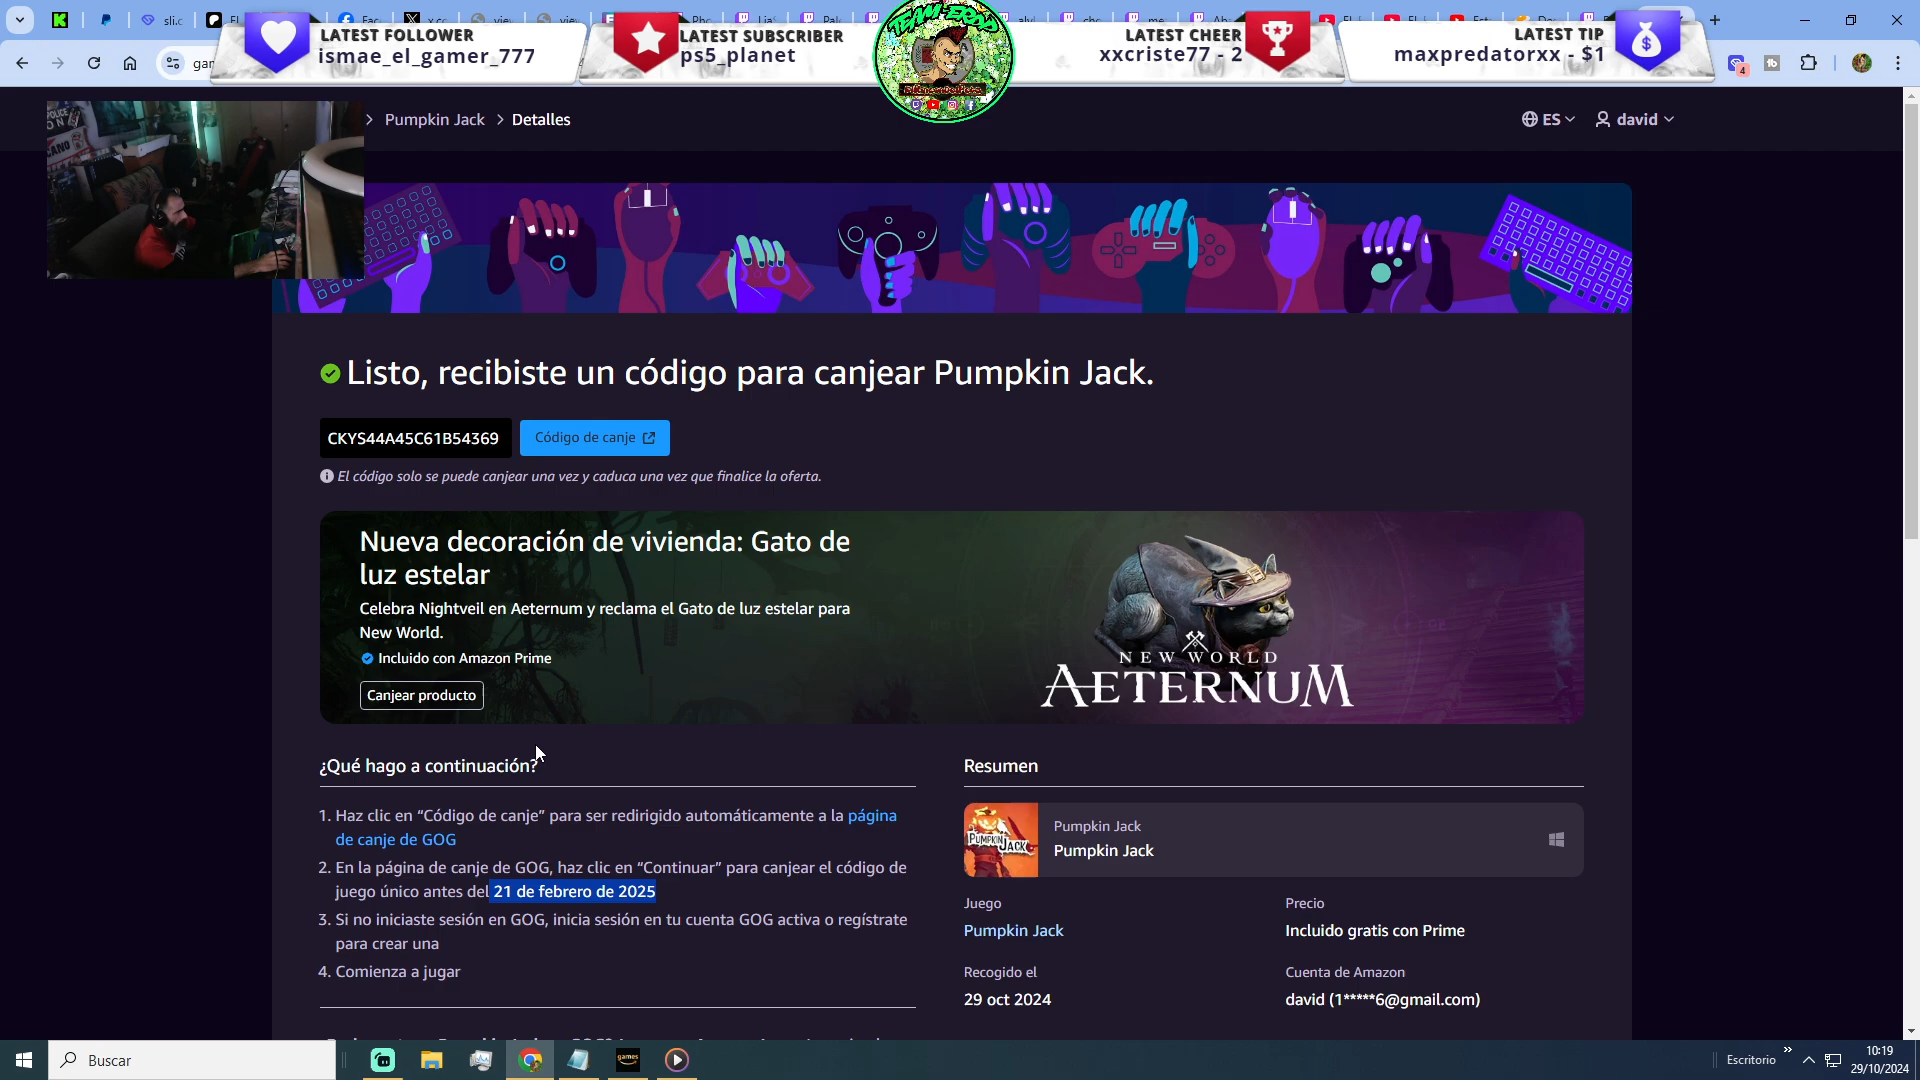 LATEST FOLLOWER
ismae_el_gamer_777
LATEST SUBSCRIBER
ps5_planet
TEAM ERDD
LATEST CHEER
xxcriste77 - 2
LATEST TIP
maxpredatorxx - $1
Pumpkin Jack > Detalles
ES
david
Listo, recibiste un código para canjear Pumpkin Jack.
CKYS44A45C61B54369
Código de canje
El código solo se puede canjear una vez y caduca una vez que finalice la oferta.
Nueva decoración de vivienda: Gato de
luz estelar
Celebra Nightveil en Aeternum y reclama el Gato de luz estelar para
New World.
Incluido con Amazon Prime
Canjear producto
NEW WORLD
AETERNUM
¿Qué hago a continuación?
1. Haz clic en “Código de canje” para ser redirigido automáticamente a la página
de canje de GOG
2. En la página de canje de GOG, haz clic en “Continuar” para canjear el código de
juego único antes del 21 de febrero de 2025
3. Si no iniciaste sesión en GOG, inicia sesión en tu cuenta GOG activa o regístrate
para crear una
4. Comienza a jugar
Resumen
PUMPKIN JACK
Pumpkin Jack
Pumpkin Jack
Juego
Pumpkin Jack
Precio
Incluido gratis con Prime
Recogido el
29 oct 2024
Cuenta de Amazon
david (1*****6@gmail.com)
Buscar
games
Escritorio
10:19
29/10/2024